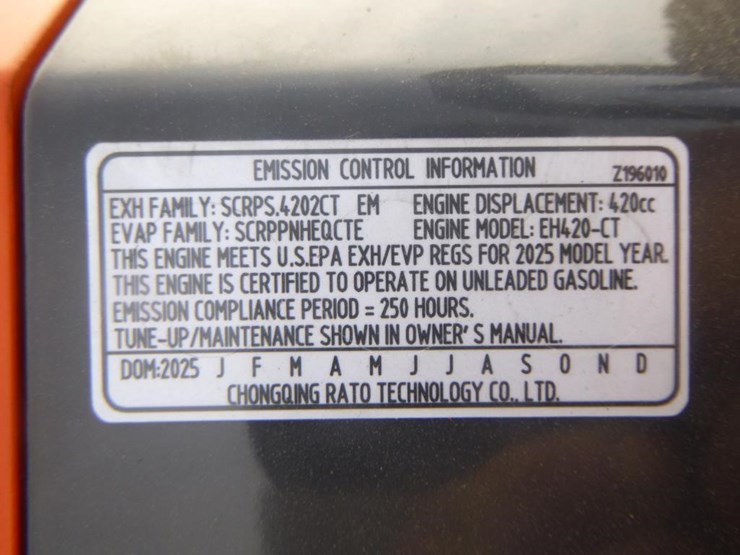 EMISSION CONTROL INFORMATION Z196010
EXH FAMILY: SCRPS.4202CT EM ENGINE DISPLACEMENT: 420cc
EVAP FAMILY: SCRPPNHEQCTE ENGINE MODEL: EH420-CT
THIS ENGINE MEETS U.S.EPA EXH/EVP REGS FOR 2025 MODEL YEAR.
THIS ENGINE IS CERTIFIED TO OPERATE ON UNLEADED GASOLINE.
EMISSION COMPLIANCE PERIOD = 250 HOURS.
TUNE-UP/MAINTENANCE SHOWN IN OWNER' S MANUAL.
DOM:2025 J F M A M J J A S O N D
CHONGQING RATO TECHNOLOGY CO., LTD.